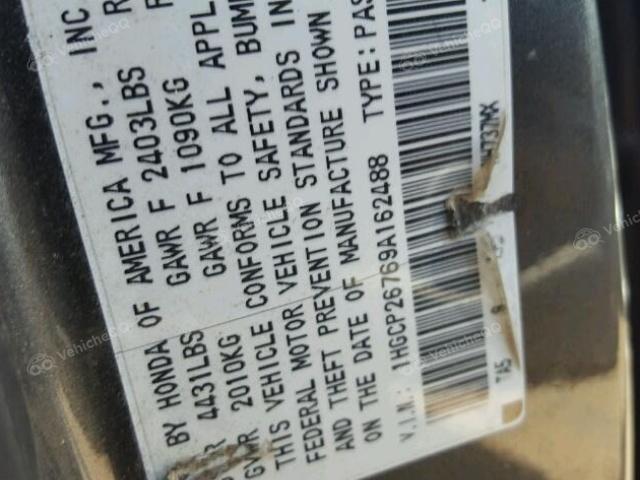 BY HONDA OF AMERICA MFG., INC
4431LBS GAWR F 2403LBS
GVWR 2010KG GAWR F 1090KG
THIS VEHICLE CONFORMS TO ALL APPL
FEDERAL MOTOR VEHICLE SAFETY, BUMP
AND THEFT PREVENTION STANDARDS IN
ON THE DATE OF MANUFACTURE SHOWN
V.I.N.: 1HGCP26769A162488 TYPE:PAS
737MX
VehicleQ